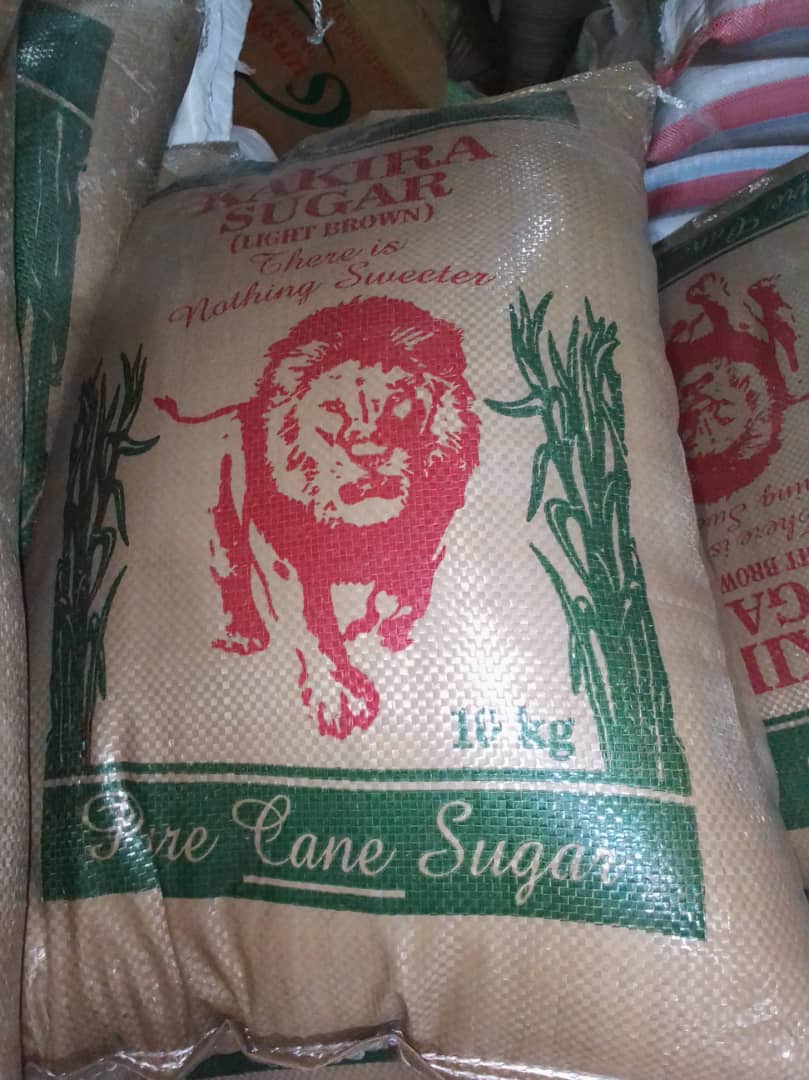 KAKIRA
SUGAR
(LIGHT BROWN)
There is
Nothing Sweeter
10 kg
Pure Cane Sugar